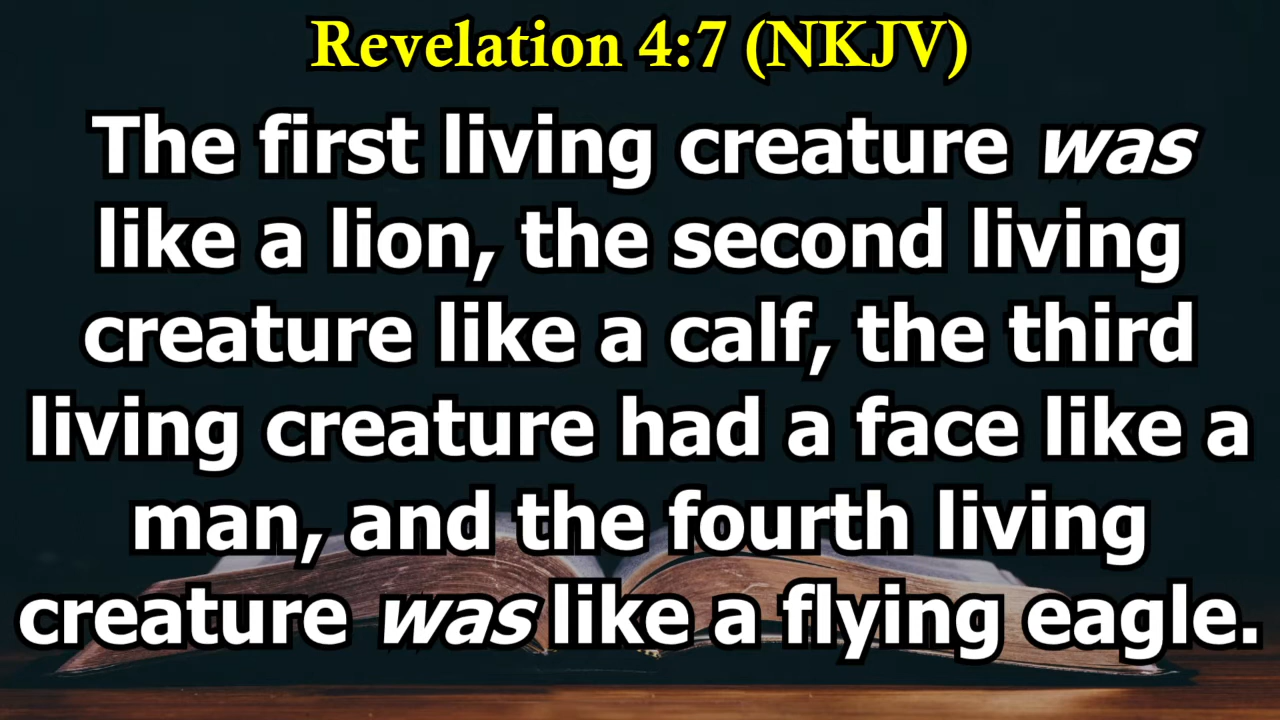 Revelation 4:7 (NKJV)
The first living creature was
like a lion, the second living
creature like a calf, the third
living creature had a face like a
man, and the fourth living
creature was like a flying eagle.